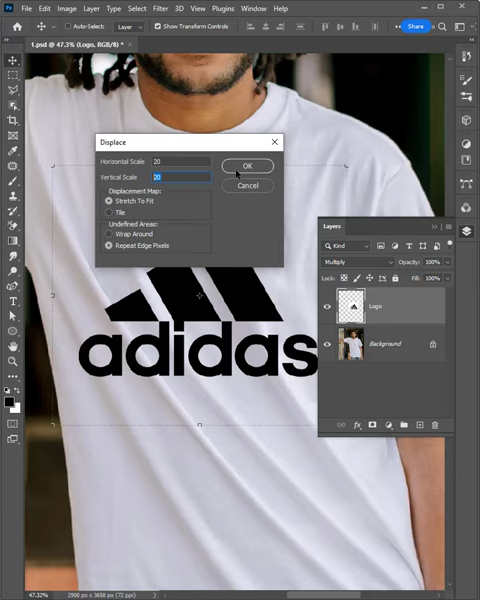 Ps File Edit Image Layer Type Select Filter 3D View Plugins Window Help
Auto-Select: Layer Show Transform Controls Share
1.psd @ 47.3% (Logo, RGB/8) *
Displace
Horizontal Scale 20
OK
Vertical Scale 20
Cancel
Displacement Map:
Stretch To Fit
Tile
Undefined Areas:
Wrap Around
Repeat Edge Pixels
adidas
Layers
Kind
Multiply Opacity: 100%
Lock: Fill: 100%
Logo
Background
fx
T
47.32% 2900 px x 3658 px (72 ppi)